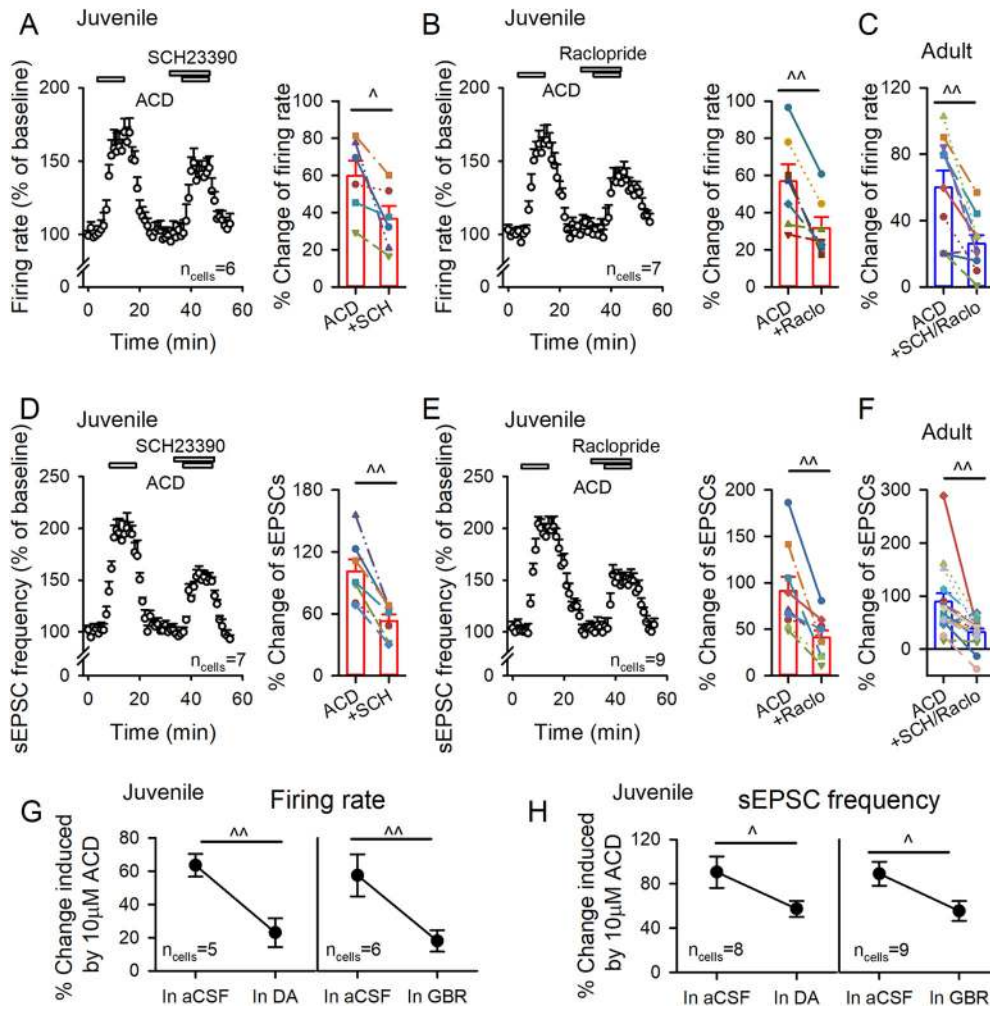 A
Juvenile
SCH23390
ACD
Firing rate (% of baseline)
200
150
100
0
0 20 40 60
Time (min)
n_cells=6
% Change of firing rate
100
80
60
40
20
0
^
ACD
+SCH
B
Juvenile
Raclopride
ACD
Firing rate (% of baseline)
200
150
100
0
0 20 40 60
Time (min)
n_cells=7
% Change of firing rate
100
80
60
40
20
0
^^
ACD
+Raclo
C
Adult
% Change of firing rate
120
80
40
0
^^
ACD
+SCH/Raclo
D
Juvenile
SCH23390
ACD
sEPSC frequency (% of baseline)
250
200
150
100
0
0 20 40 60
Time (min)
n_cells=7
% Change of sEPSCs
180
120
60
0
^^
ACD
+SCH
E
Juvenile
Raclopride
ACD
sEPSC frequency (% of baseline)
250
200
150
100
0
0 20 40 60
Time (min)
n_cells=9
% Change of sEPSCs
200
150
100
50
0
^^
ACD
+Raclo
F
Adult
% Change of sEPSCs
300
200
100
0
^^
ACD
+SCH/Raclo
G
Juvenile
Firing rate
% Change induced
by 10μM ACD
80
60
40
20
0
^^
^^
n_cells=5
n_cells=6
In aCSF In DA In aCSF In GBR
H
Juvenile
sEPSC frequency
% Change induced
by 10μM ACD
120
80
40
0
^
^
n_cells=8
n_cells=9
In aCSF In DA In aCSF In GBR